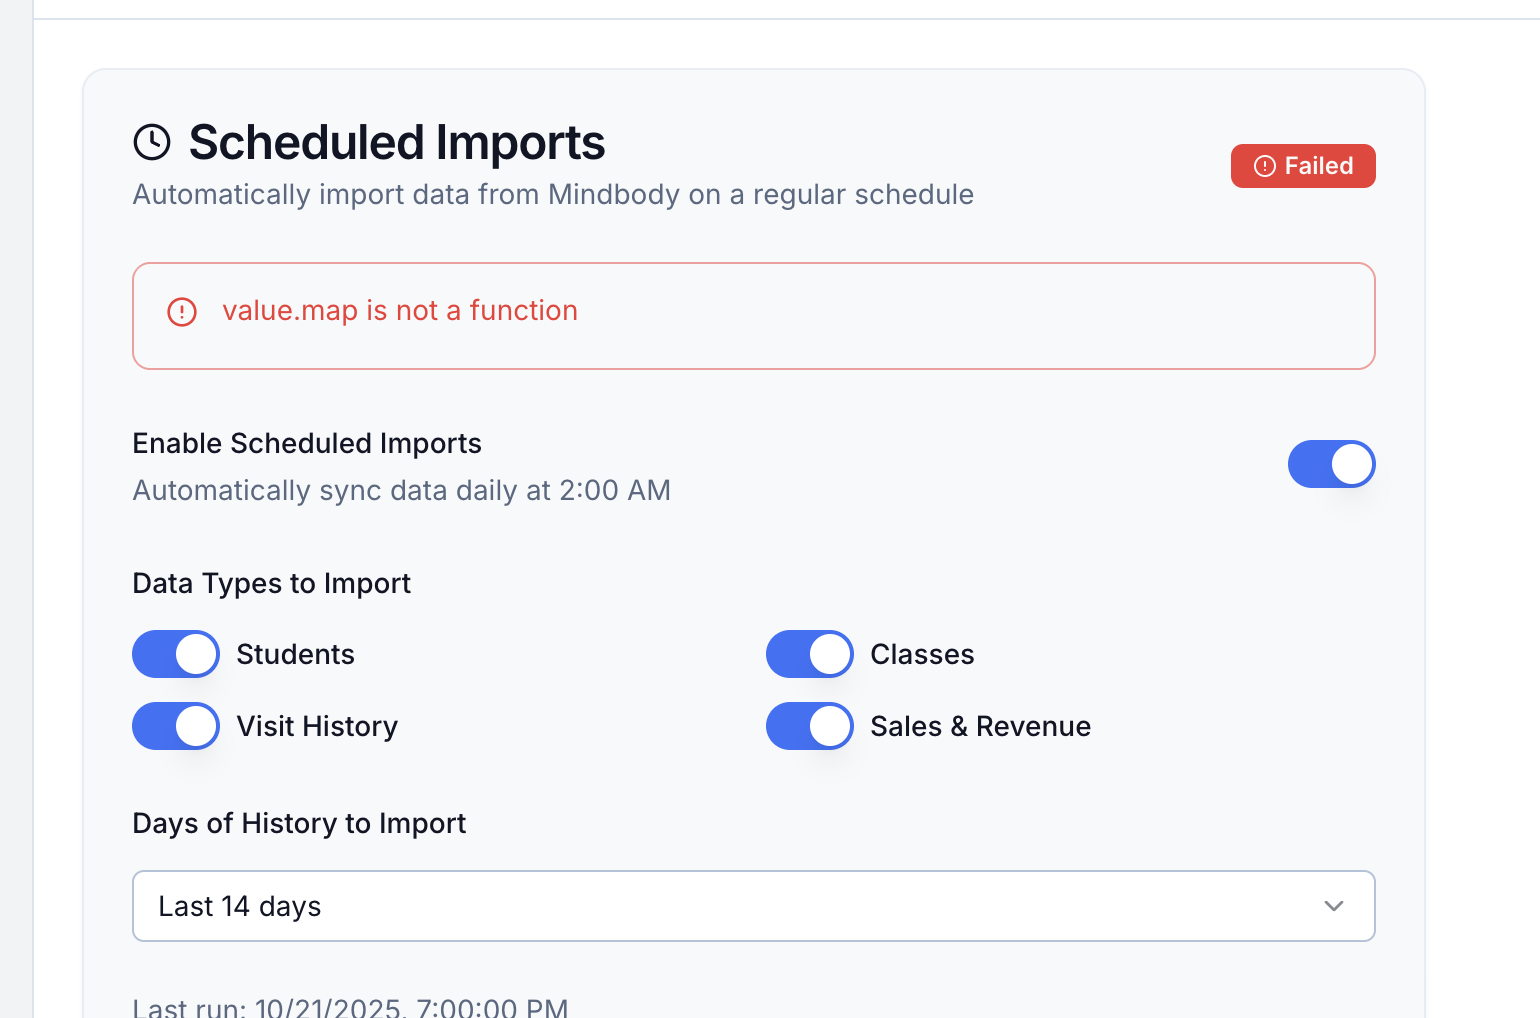 Scheduled Imports
Automatically import data from Mindbody on a regular schedule
Failed
value.map is not a function
Enable Scheduled Imports
Automatically sync data daily at 2:00 AM
Data Types to Import
Students
Classes
Visit History
Sales & Revenue
Days of History to Import
Last 14 days
Last run: 10/21/2025, 7:00:00 PM